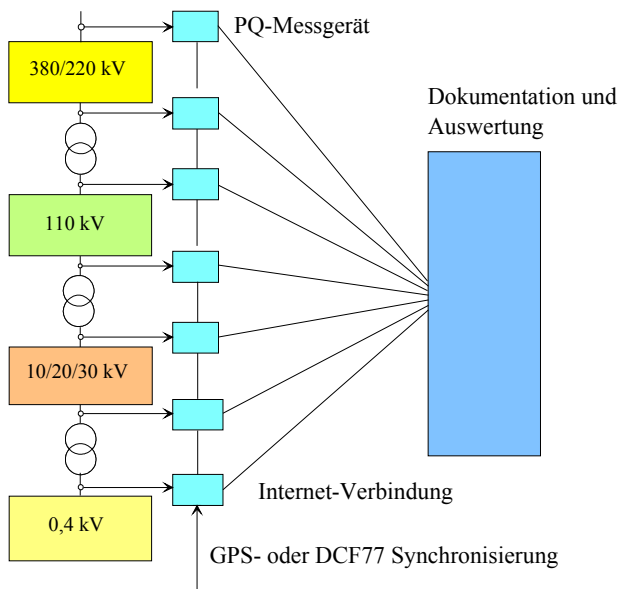 PQ-Messgerät
380/220 kV
Dokumentation und
Auswertung
110 kV
10/20/30 kV
Internet-Verbindung
0,4 kV
GPS- oder DCF77 Synchronisierung